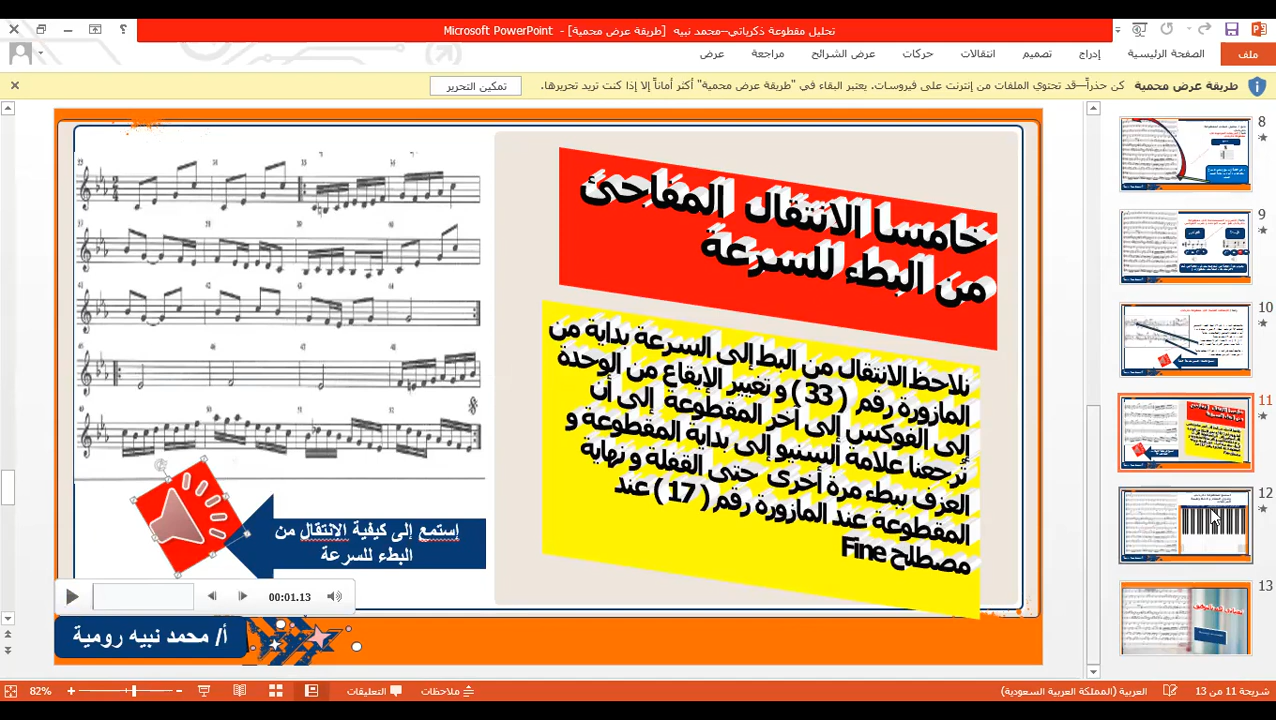 تحليل مقطوعة ذكرياتي–محمد نبيه [طريقة عرض محمية] - Microsoft PowerPoint
ملف الصفحة الرئيسية إدراج تصميم انتقالات حركات عرض الشرائح مراجعة عرض
طريقة عرض محمية كن حذراً—قد تحتوي الملفات من إنترنت على فيروسات. يعتبر البقاء في "طريقة عرض محمية" أكثر أماناً إلا إذا كنت تريد تحريرها. تمكين التحرير
خامسا الانتقال المفاجئ
من البطء للسرعة
نلاحظ الانتقال من البط إلى السرعة بداية من
المازورة رقم ( 33 ) و تغيير الإيقاع من الوحدة
إلى الفوكس إلى آخر المقطوعة إلى أن
تُرجعنا علامة السنيو إلى بداية المقطوعة و
العزف ببطء مرة أخرى حتى القفلة و نهاية
المقطوعة عند المازورة رقم ( 17 ) عند
مصطلح Fine
استمع إلى كيفية الانتقال من
البطء للسرعة
00:01.13
أ/ محمد نبيه رومية
8
9
10
11
12
13
شريحة 11 من 13 العربية (المملكة العربية السعودية) ملاحظات التعليقات 82%